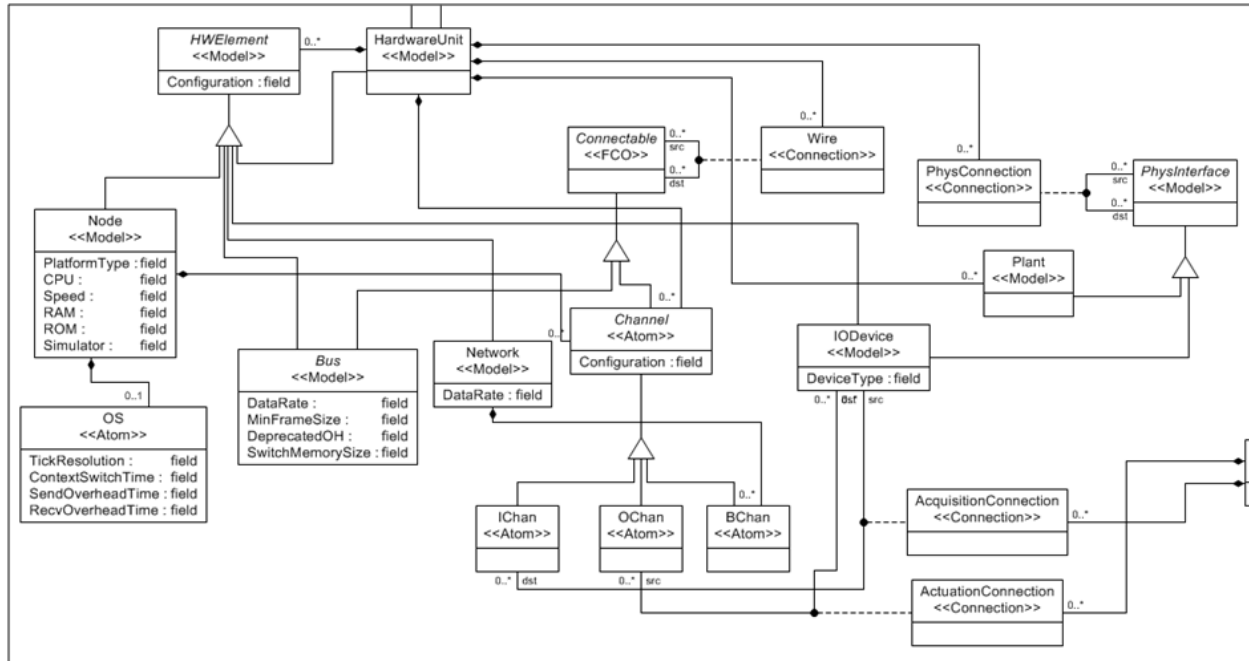 HWElement
<<Model>>
Configuration : field
0..*
HardwareUnit
<<Model>>
Connectable
<<FCO>>
0..*
src
0..*
dst
0..*
Wire
<<Connection>>
0..*
PhysConnection
<<Connection>>
0..*
src
0..*
dst
PhysInterface
<<Model>>
Node
<<Model>>
PlatformType : field
CPU : field
Speed : field
RAM : field
ROM : field
Simulator : field
0..*
Plant
<<Model>>
0..*
0..*
Channel
<<Atom>>
Configuration : field
IODevice
<<Model>>
DeviceType : field
0..*
src
Bus
<<Model>>
DataRate : field
MinFrameSize : field
DeprecatedOH : field
SwitchMemorySize : field
Network
<<Model>>
DataRate : field
0..1
OS
<<Atom>>
TickResolution : field
ContextSwitchTime : field
SendOverheadTime : field
RecvOverheadTime : field
IChan
<<Atom>>
0..*
dst
OChan
<<Atom>>
0..*
src
0..*
BChan
<<Atom>>
AcquisitionConnection
<<Connection>>
0..*
ActuationConnection
<<Connection>>
0..*